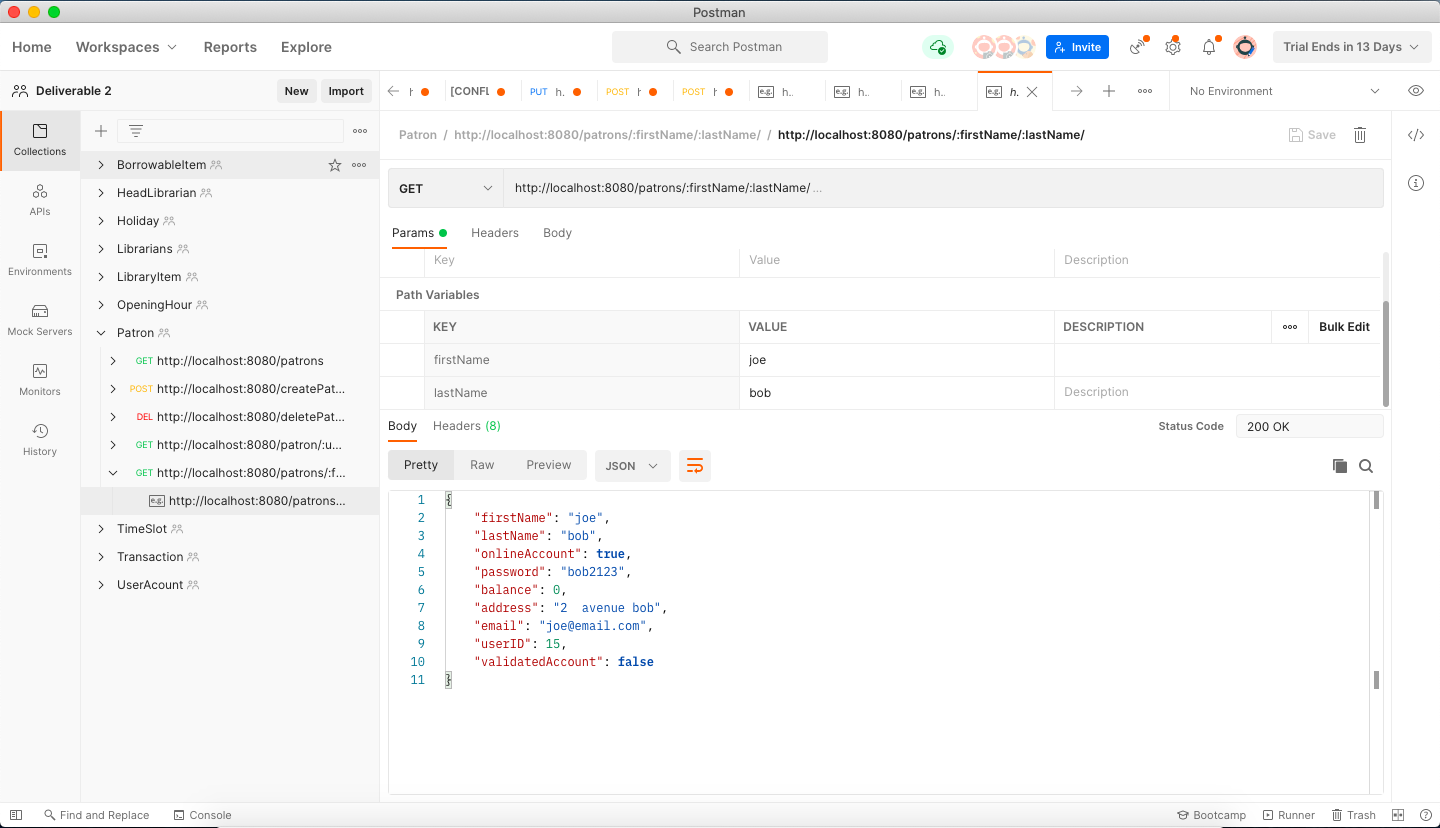 Postman
Home Workspaces Reports Explore
Search Postman
Invite
Trial Ends in 13 Days
Deliverable 2
New Import
[CONFL PUT h. POST POST e.g. h.. e.g. h.. e.g. h.. e.g. h.
No Environment
Collections
APIs
Environments
Mock Servers
Monitors
History
BorrowableItem
HeadLibrarian
Holiday
Librarians
LibraryItem
OpeningHour
Patron
GET http://localhost:8080/patrons
POST http://localhost:8080/createPat...
DEL http://localhost:8080/deletePat...
GET http://localhost:8080/patron/:u...
GET http://localhost:8080/patrons/:f...
e.g. http://localhost:8080/patrons...
TimeSlot
Transaction
UserAcount
Patron / http://localhost:8080/patrons/:firstName/:lastName/ / http://localhost:8080/patrons/:firstName/:lastName/
Save
GET http://localhost:8080/patrons/:firstName/:lastName/ ...
Params Headers Body
Key Value Description
Path Variables
KEY VALUE DESCRIPTION Bulk Edit
firstName joe
lastName bob Description
Body Headers (8) Status Code 200 OK
Pretty Raw Preview JSON
1 {
2 "firstName": "joe",
3 "lastName": "bob",
4 "onlineAccount": true,
5 "password": "bob2123",
6 "balance": 0,
7 "address": "2  avenue bob",
8 "email": "joe@email.com",
9 "userID": 15,
10 "validatedAccount": false
11 }
Find and Replace Console
Bootcamp Runner Trash